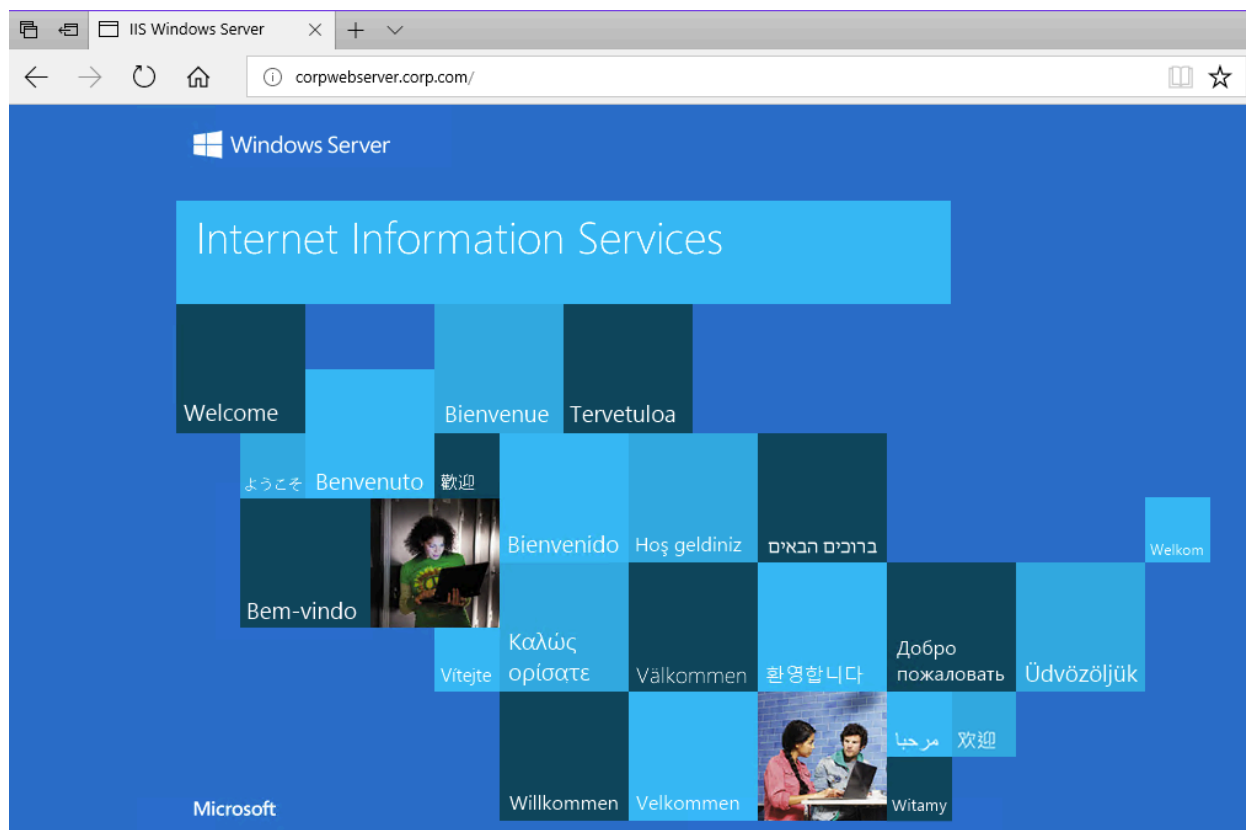 IIS Windows Server
corpwebserver.corp.com/
Windows Server
Internet Information Services
Welcome
Bienvenue
Tervetuloa
ようこそ
Benvenuto
歡迎
Bienvenido
Hoş geldiniz
ברוכים הבאים
Welkom
Bem-vindo
Vítejte
Καλώς
ορίσατε
Välkommen
환영합니다
Добро
пожаловать
Üdvözöljük
مرحبا
欢迎
Willkommen
Velkommen
Witamy
Microsoft